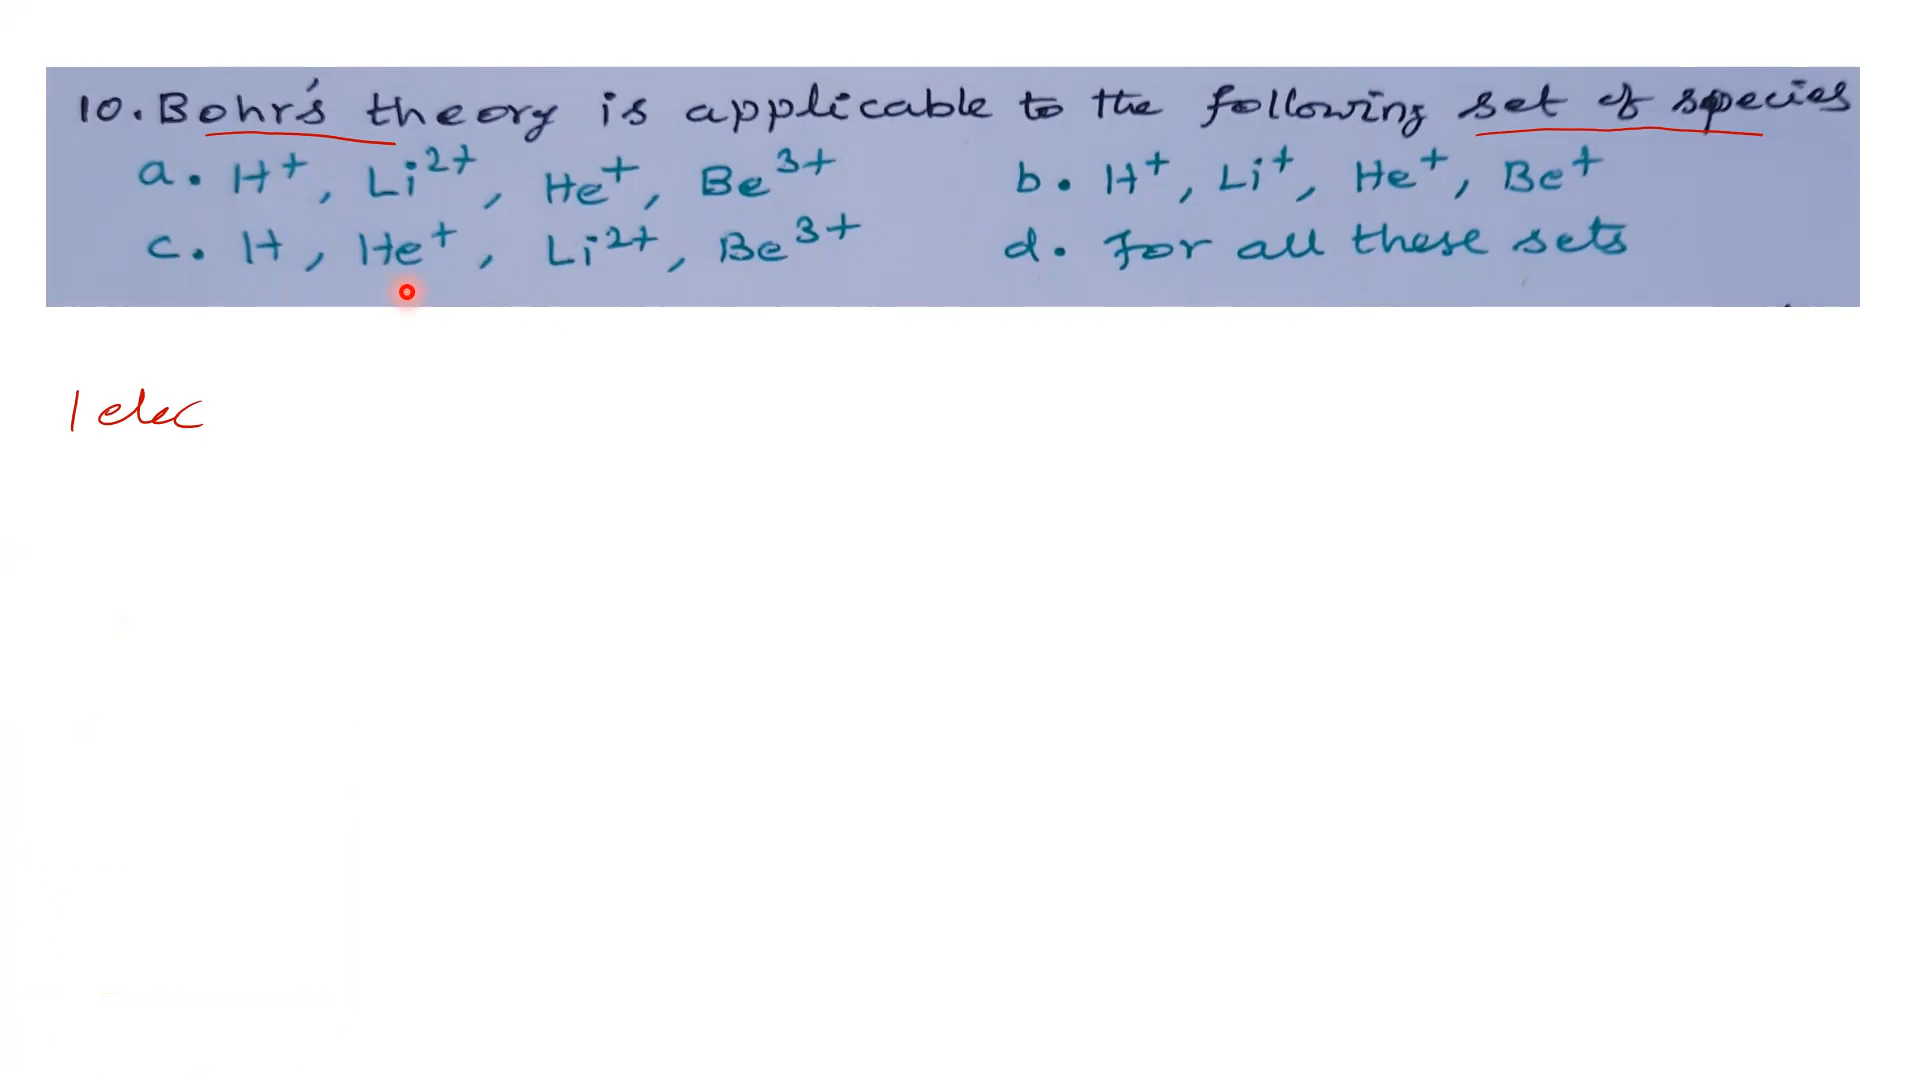 10. Bohr's theory is applicable to the following set of species
a. H⁺, Li²⁺, He⁺, Be³⁺ b. H⁺, Li⁺, He⁺, Be⁺
c. H, He⁺, Li²⁺, Be³⁺ d. for all these sets
1 elec